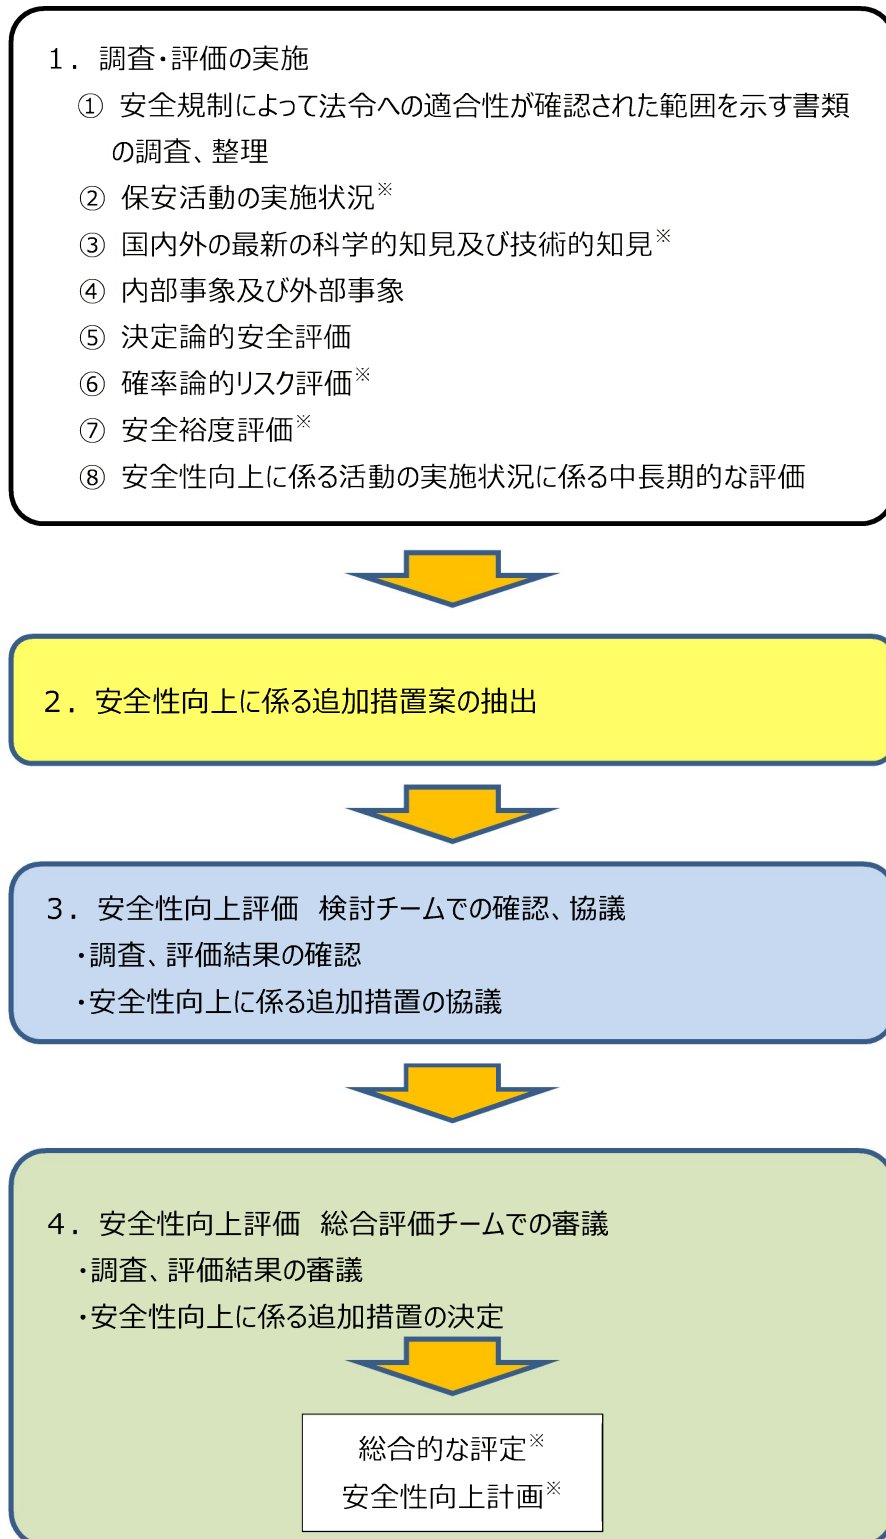 １．調査・評価の実施
① 安全規制によって法令への適合性が確認された範囲を示す書類
の調査、整理
② 保安活動の実施状況※
③ 国内外の最新の科学的知見及び技術的知見※
④ 内部事象及び外部事象
⑤ 決定論的安全評価
⑥ 確率論的リスク評価※
⑦ 安全裕度評価※
⑧ 安全性向上に係る活動の実施状況に係る中長期的な評価
２．安全性向上に係る追加措置案の抽出
３．安全性向上評価　検討チームでの確認、協議
・調査、評価結果の確認
・安全性向上に係る追加措置の協議
４．安全性向上評価　総合評価チームでの審議
・調査、評価結果の審議
・安全性向上に係る追加措置の決定
総合的な評定※
安全性向上計画※